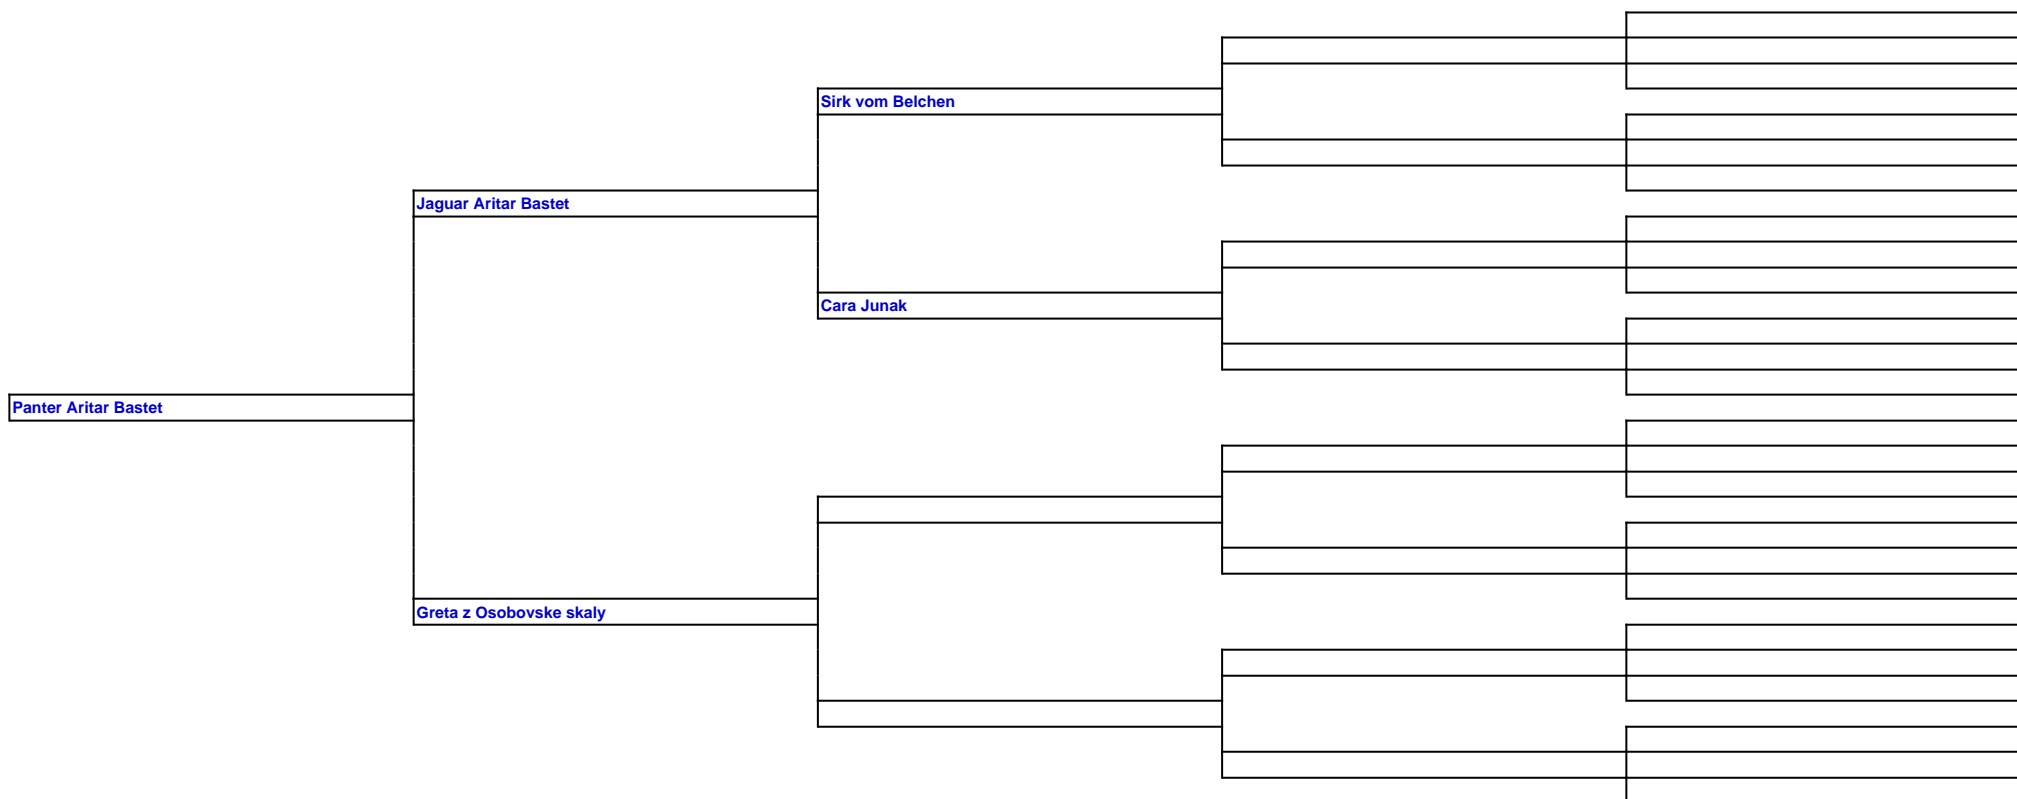 Sirk vom Belchen
Jaguar Aritar Bastet
Cara Junak
Panter Aritar Bastet
Greta z Osobovske skaly